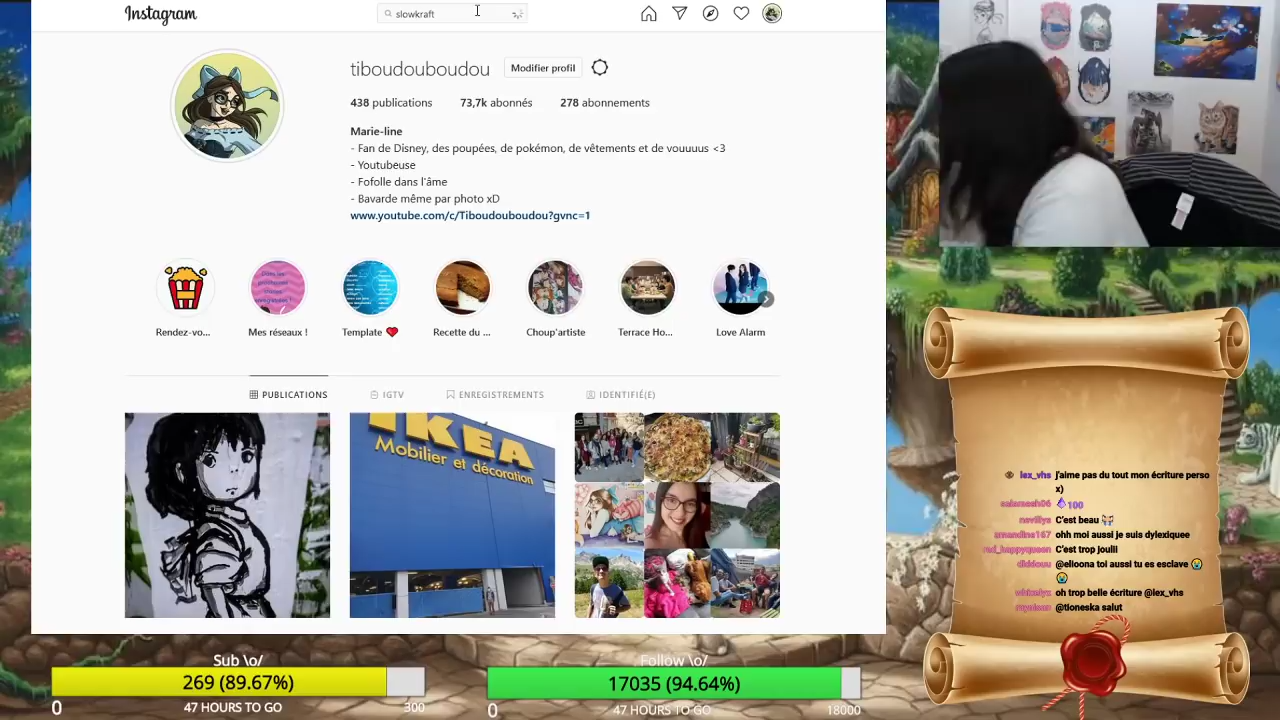 Instagram
slowkraft
tiboudouboudou
Modifier profil
438 publications 73,7k abonnés 278 abonnements
Marie-line
- Fan de Disney, des poupées, de pokémon, de vêtements et de vouuuus <3
- Youtubeuse
- Fofolle dans l'âme
- Bavarde même par photo xD
www.youtube.com/c/Tiboudouboudou?gvnc=1
Rendez-vo... Mes réseaux ! Template ❤ Recette du ... Choup'artiste Terrace Ho... Love Alarm
PUBLICATIONS IGTV ENREGISTREMENTS IDENTIFIÉ(E)
IKEA
Mobilier et décoration
lex_vhs j'aime pas du tout mon écriture perso
x)
100
C'est beau
amandine167 ohh moi aussi je suis dylexiquee
red_happyqueen C'est trop joulii
diddouu @elioona toi aussi tu es esclave 😭
😭
oh trop belle écriture @lex_vhs
@tioneska salut
Sub \o/
269 (89.67%)
0 47 HOURS TO GO 300
Follow \o/
17035 (94.64%)
0 47 HOURS TO GO 18000